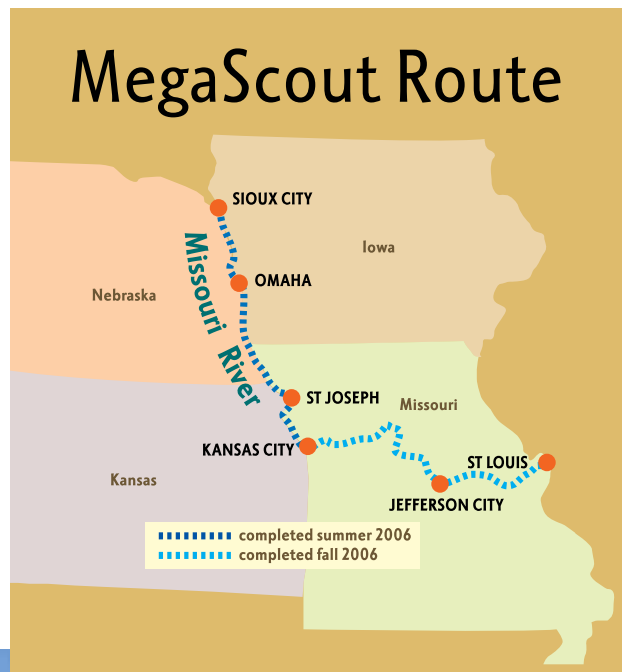 MegaScout Route
SIOUX CITY
Iowa
Missouri River
OMAHA
Nebraska
ST JOSEPH
Missouri
KANSAS CITY
ST LOUIS
Kansas
JEFFERSON CITY
completed summer 2006
completed fall 2006